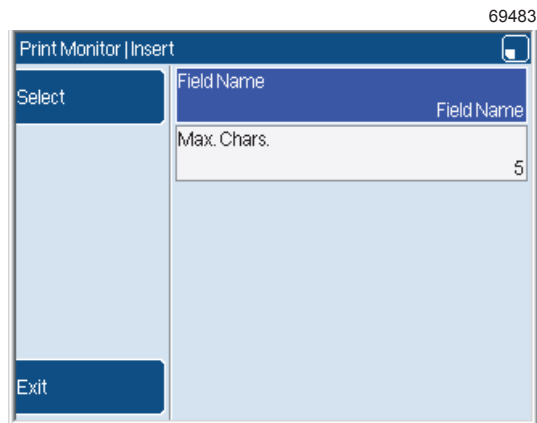 69483
Print Monitor | Insert
Select
Field Name
Field Name
Max. Chars.
5
Exit